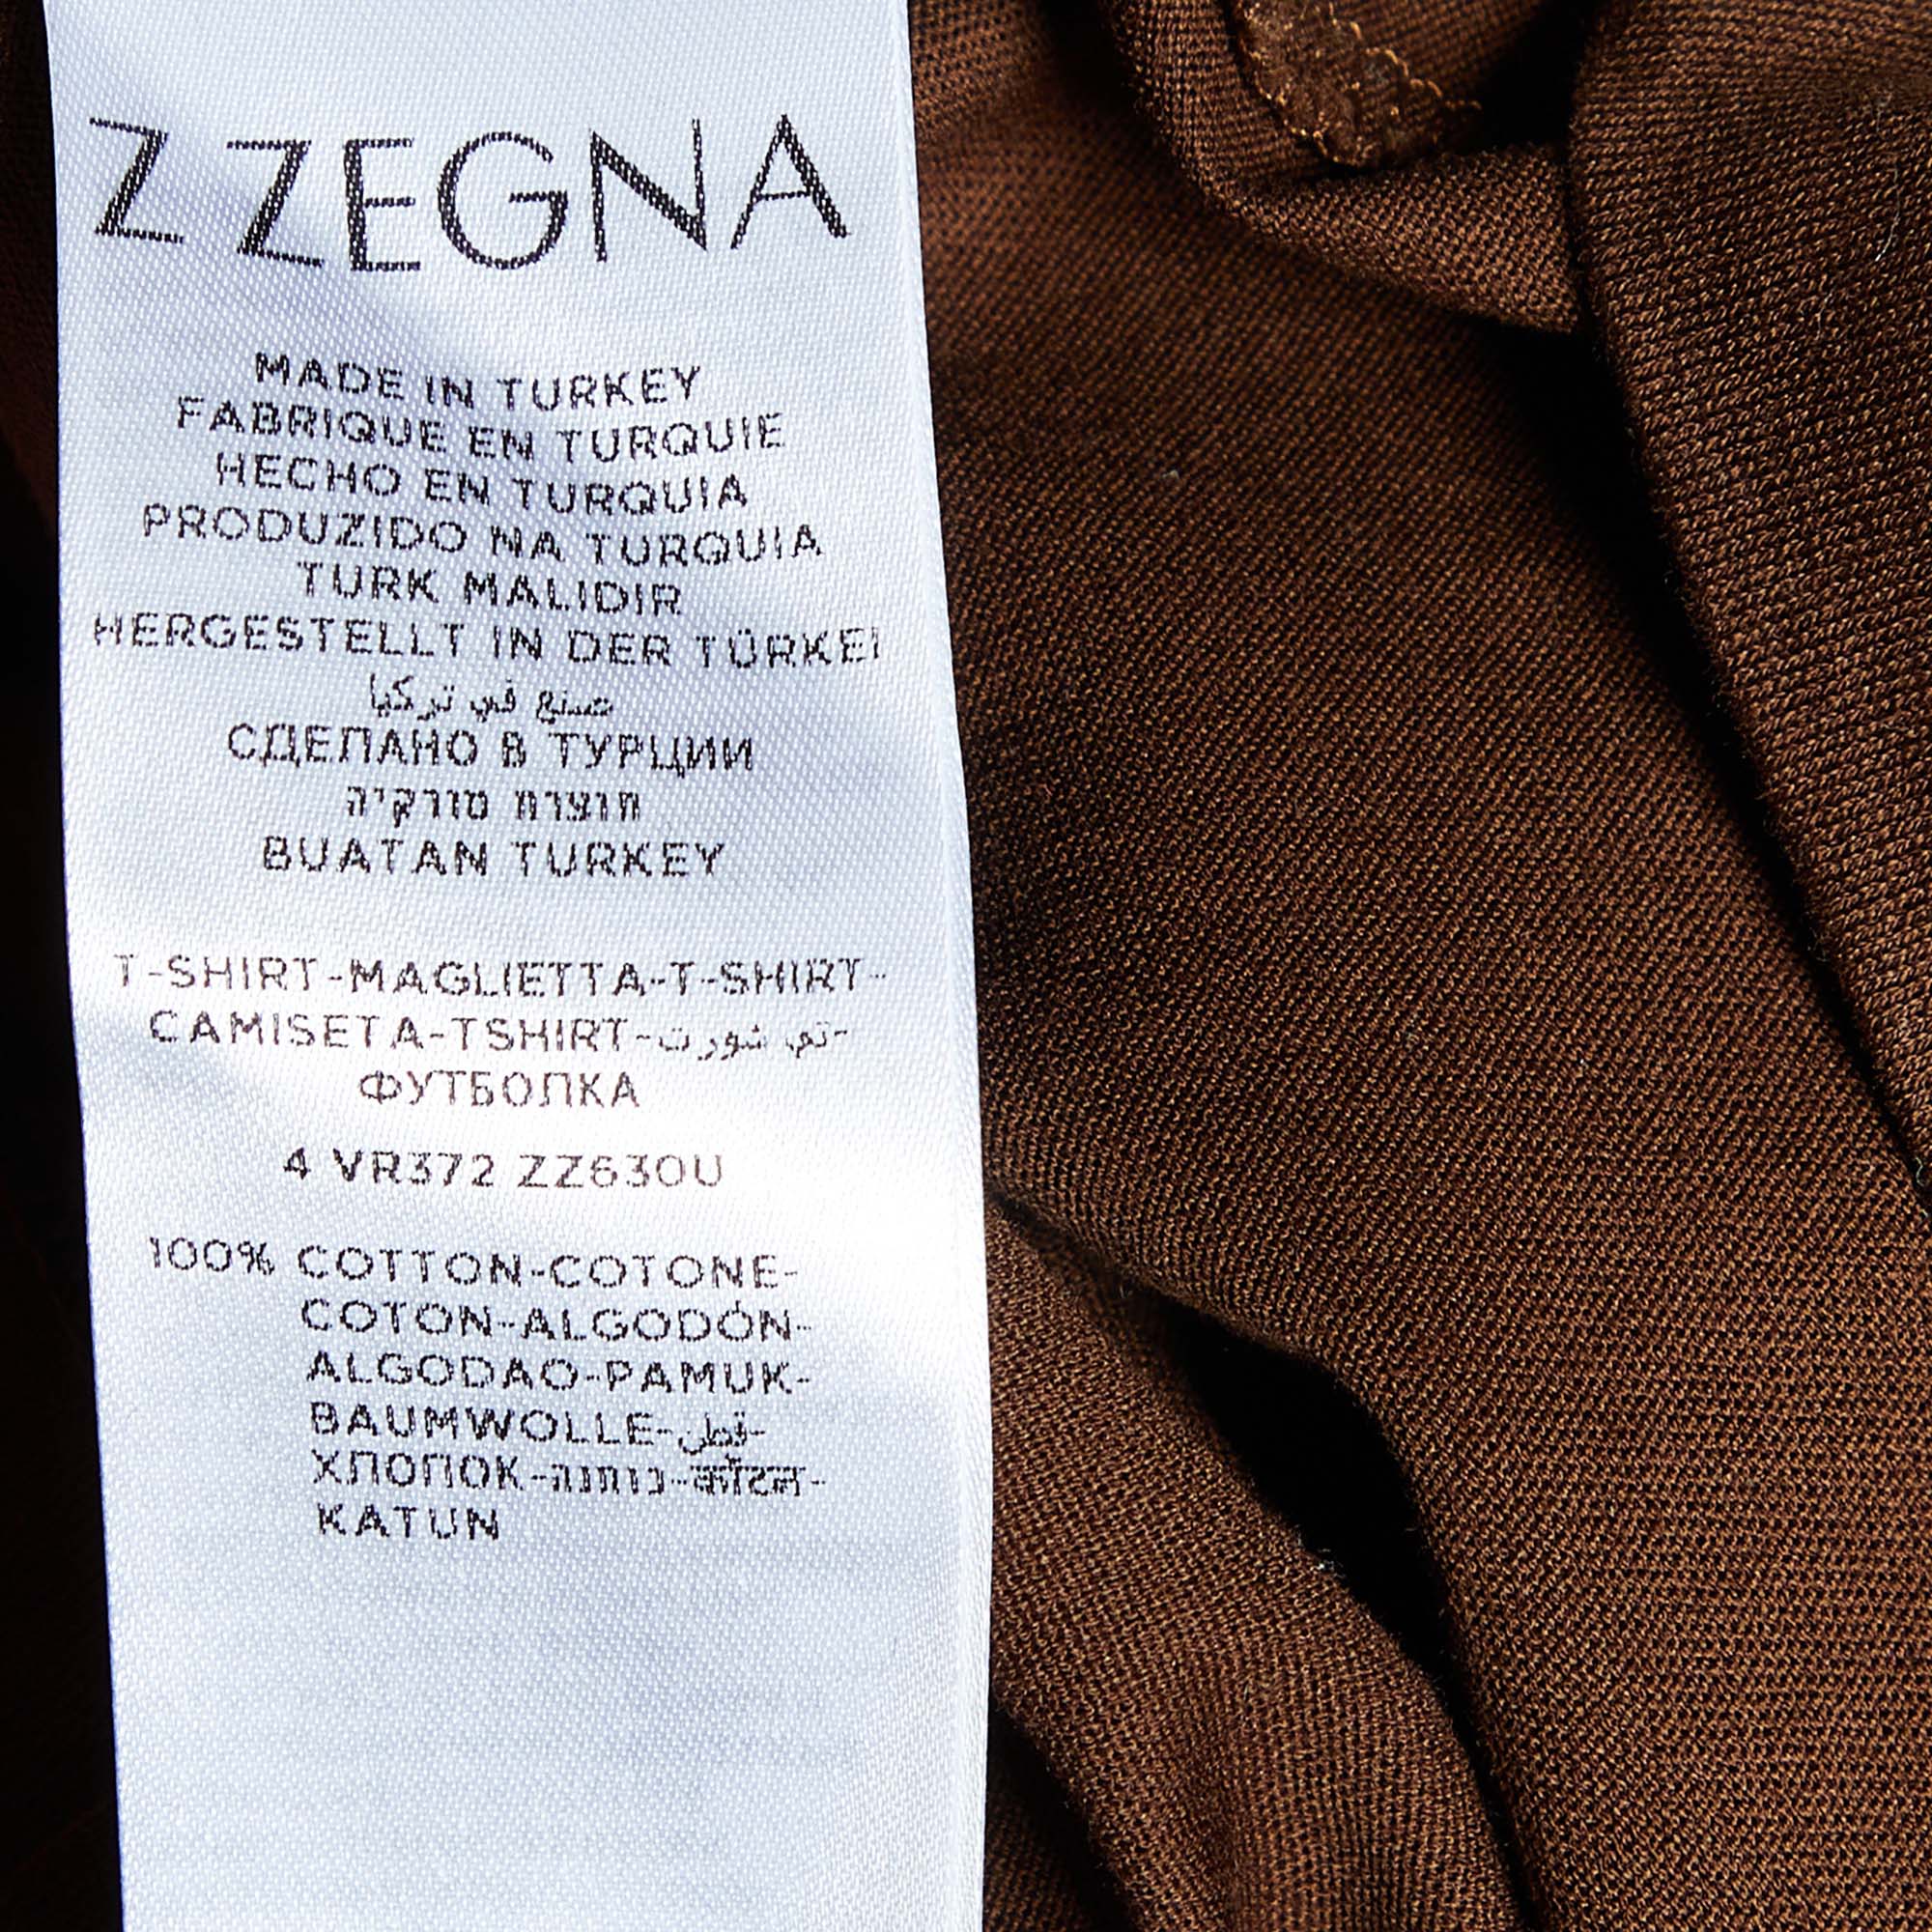 Z ZEGNA
MADE IN TURKEY
FABRIQUE EN TURQUIE
HECHO EN TURQUIA
PRODUZIDO NA TURQUIA
TURK MALIDIR
HERGESTELLT IN DER TÜRKEI
صنع في تركيا
СДЕЛАНО В ТУРЦИИ
תוצרת טורקיה
BUATAN TURKEY
T-SHIRT-MAGLIETTA-T-SHIRT-
CAMISETA-TSHIRT-تي شورت-
ФУТБОЛКА
4 VR372 ZZ630U
100% COTTON-COTONE-
COTON-ALGODÓN-
ALGODAO-PAMUK-
BAUMWOLLE-قطن-
ХЛОПОК-כותנה-कॉटन-
KATUN